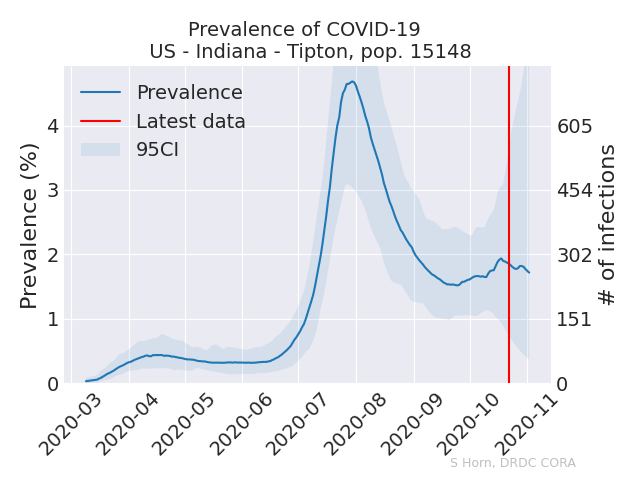 Prevalence of COVID-19
US - Indiana - Tipton, pop. 15148
Prevalence
Latest data
95CI
Prevalence (%)
4
3
2
1
0
# of infections
605
454
302
151
0
2020-03
2020-04
2020-05
2020-06
2020-07
2020-08
2020-09
2020-10
2020-11
S Horn, DRDC CORA